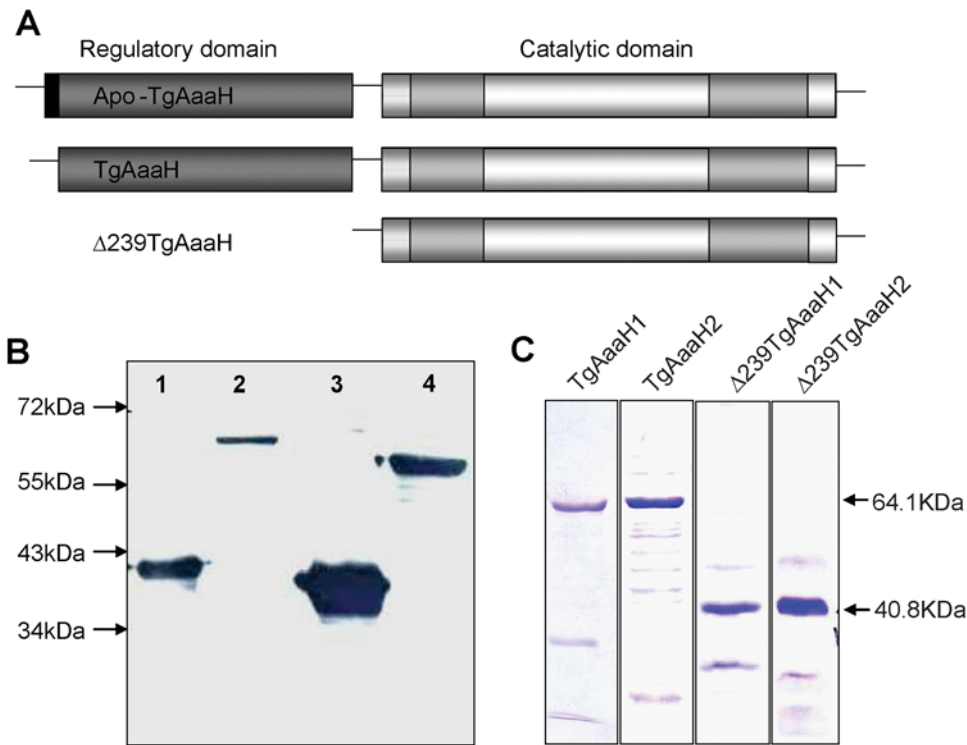 A
Regulatory domain Catalytic domain
Apo-TgAaaH
TgAaaH
Δ239TgAaaH
B
1 2 3 4
72kDa
55kDa
43kDa
34kDa
C
TgAaaH1 TgAaaH2 Δ239TgAaaH1 Δ239TgAaaH2
64.1KDa
40.8KDa